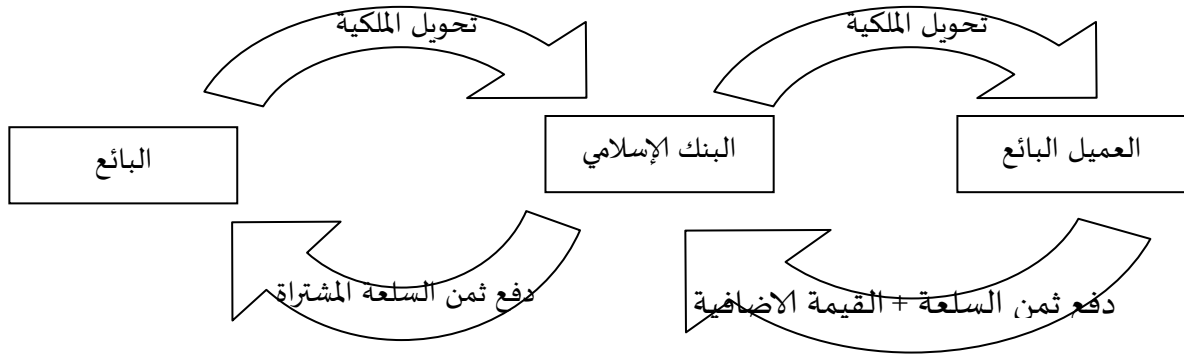 تحويل الملكية
تحويل الملكية
العميل البائع
البنك الإسلامي
البائع
دفع ثمن السلعة + القيمة الاضافية
دفع ثمن السلعة المشتراة